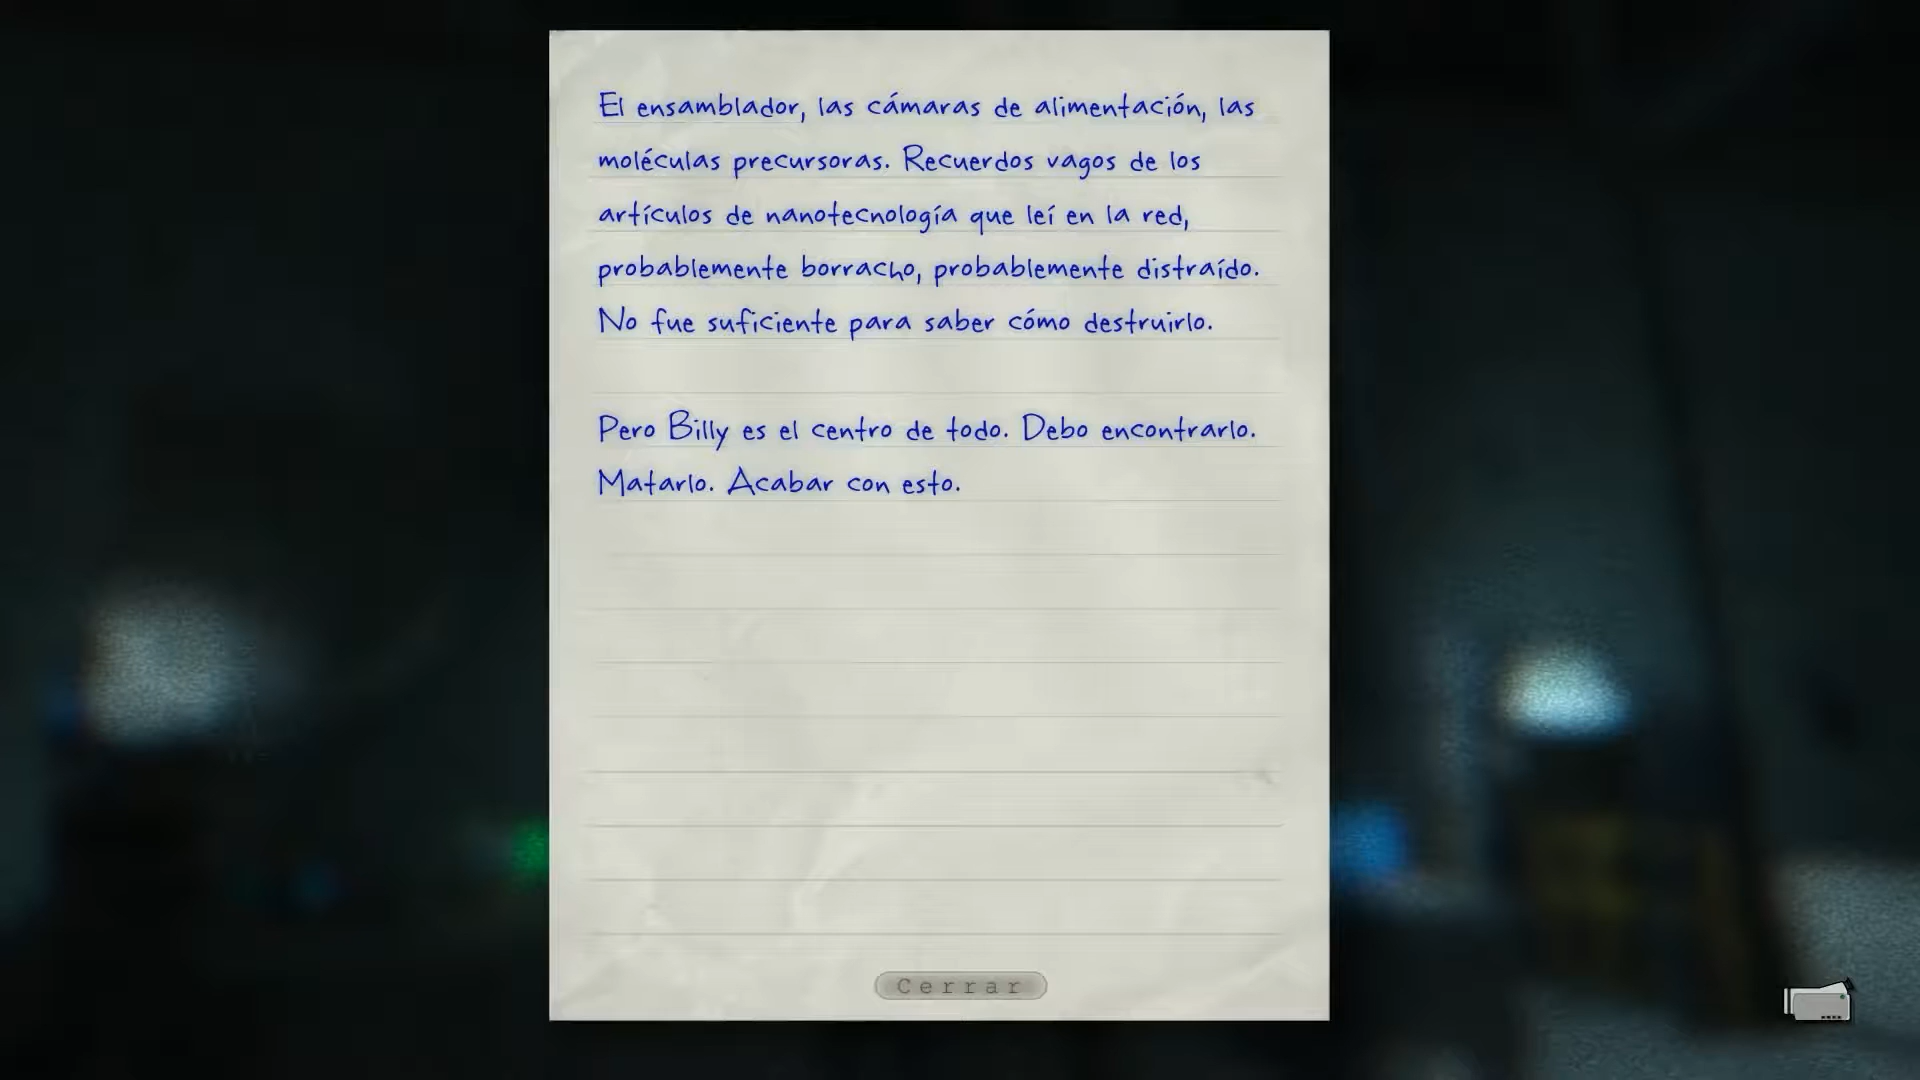 El ensamblador, las cámaras de alimentación, las
moléculas precursoras. Recuerdos vagos de los
artículos de nanotecnología que leí en la red,
probablemente borracho, probablemente distraído.
No fue suficiente para saber cómo destruirlo.
Pero Billy es el centro de todo. Debo encontrarlo.
Matarlo. Acabar con esto.
Cerrar